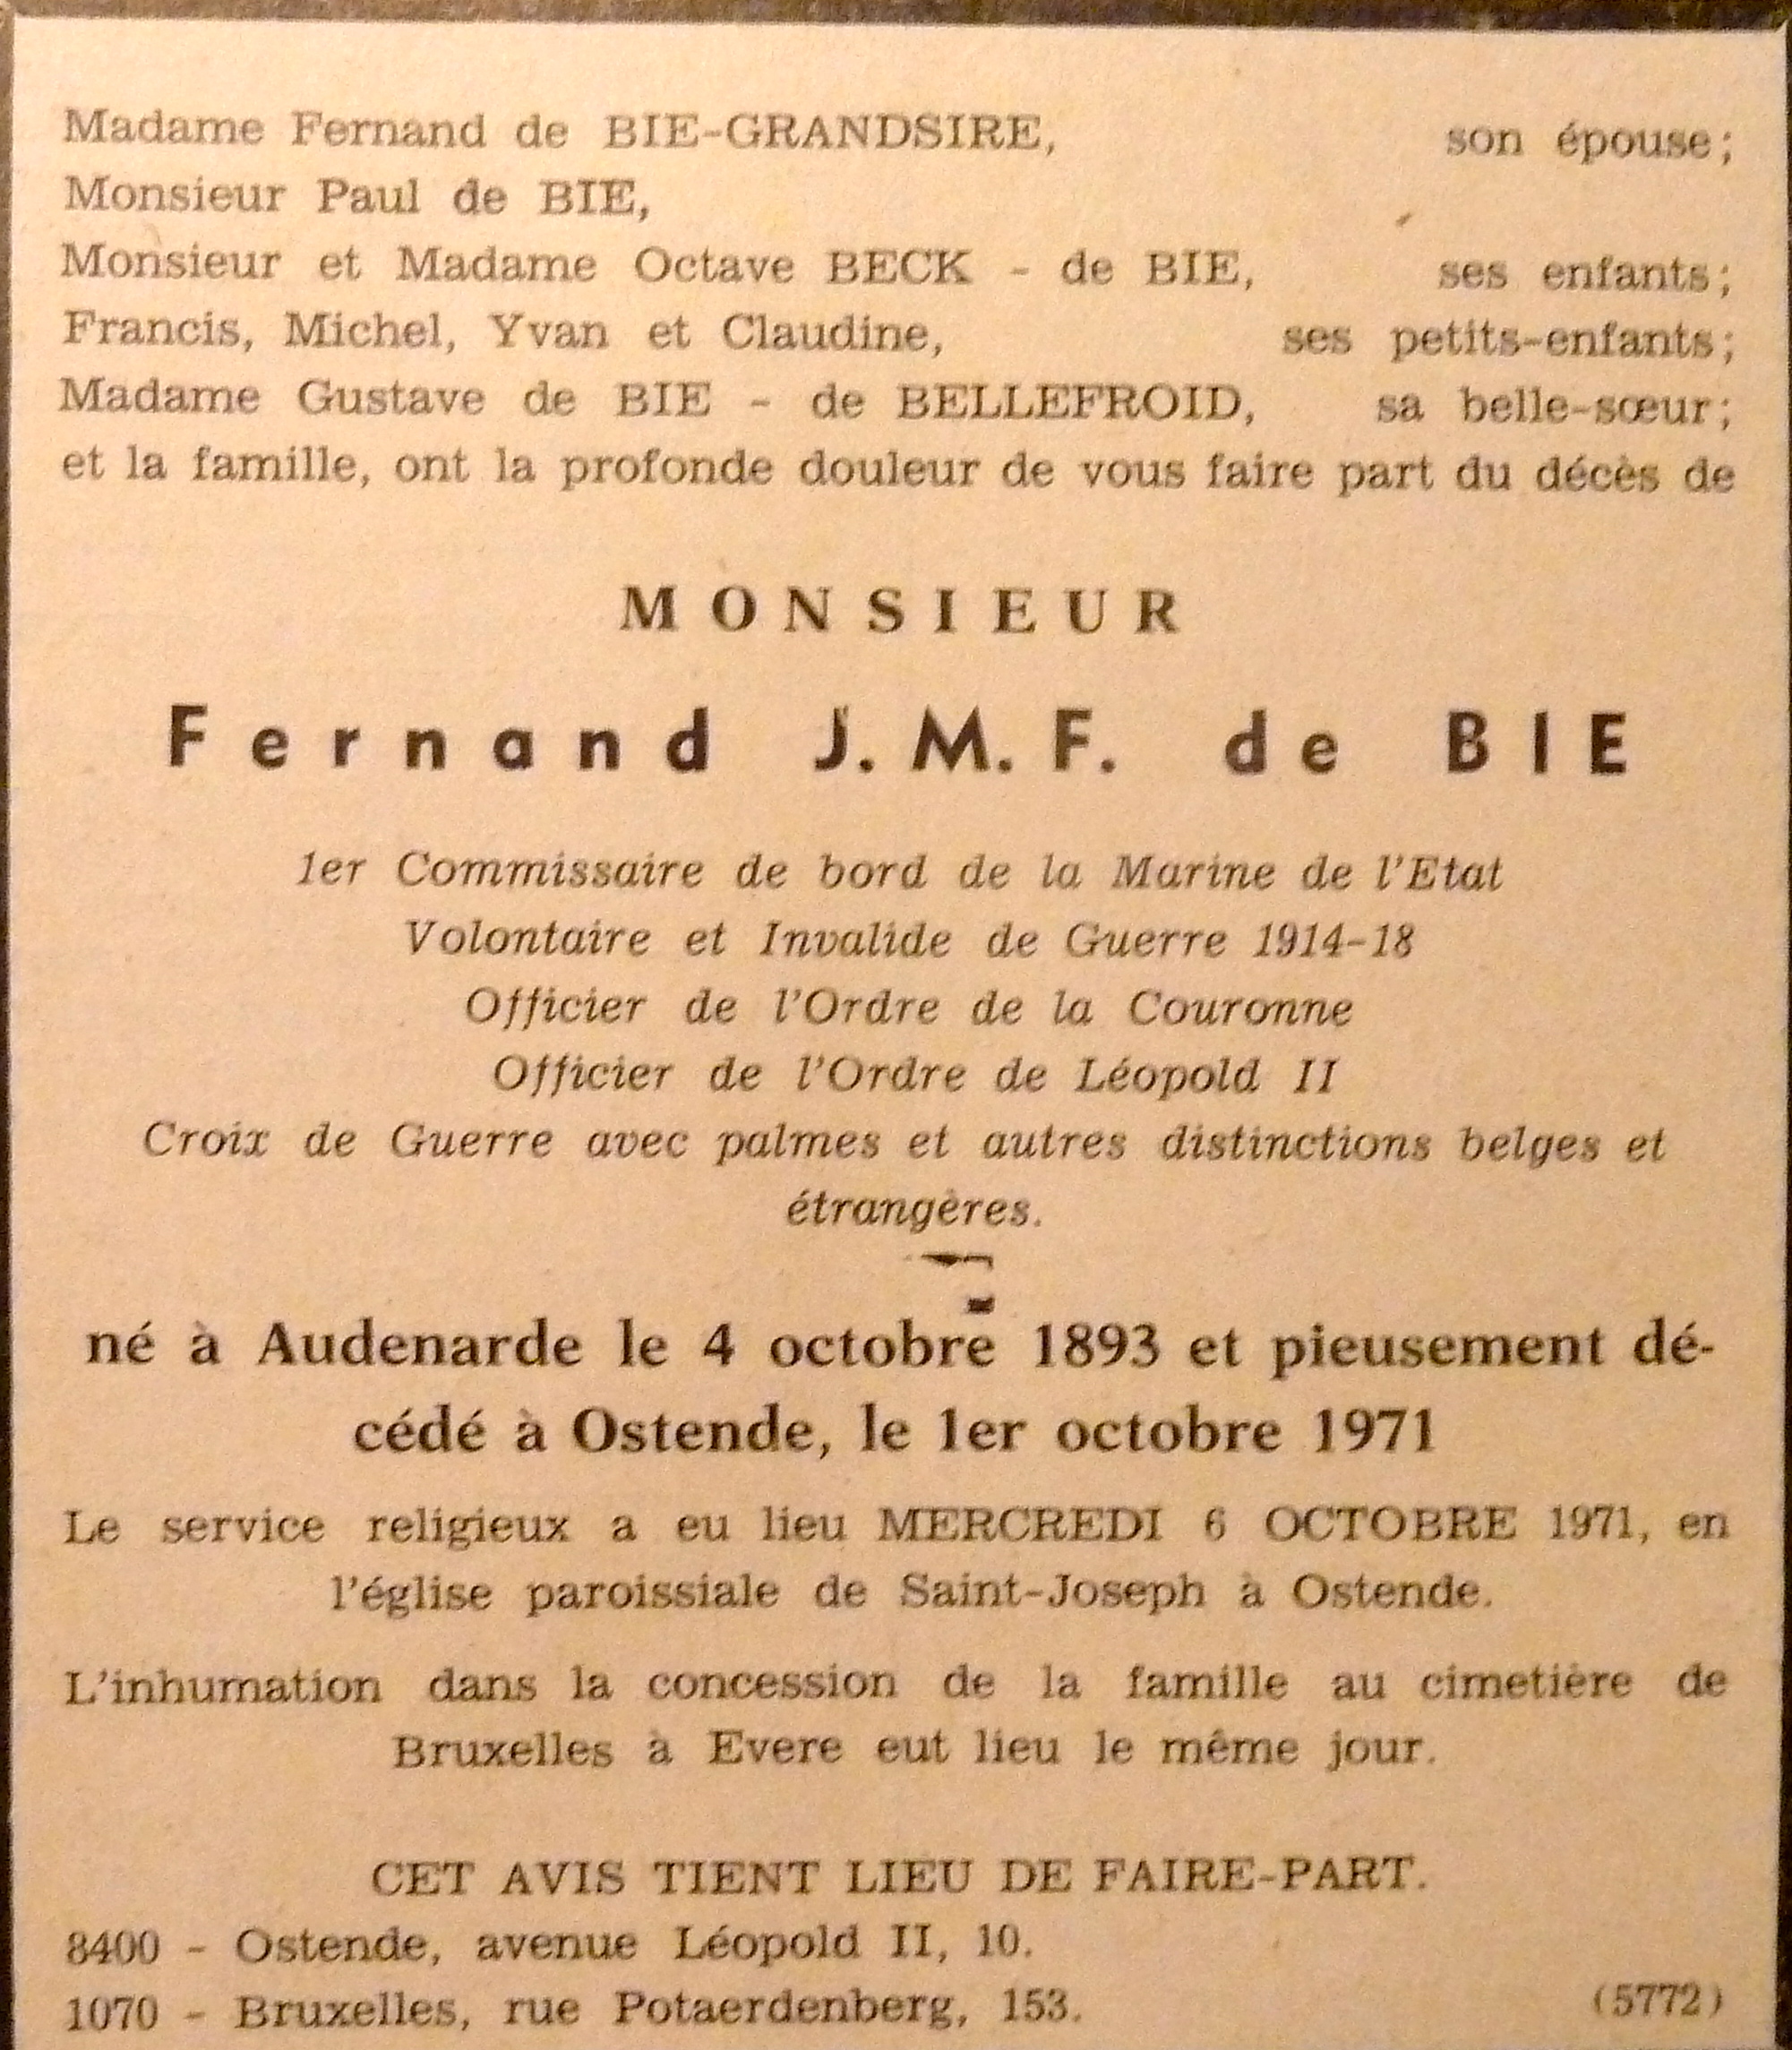 Madame Fernand de BIE-GRANDSIRE, son épouse;
Monsieur Paul de BIE,
Monsieur et Madame Octave BECK - de BIE, ses enfants;
Francis, Michel, Yvan et Claudine, ses petits-enfants;
Madame Gustave de BIE - de BELLEFROID, sa belle-sœur;
et la famille, ont la profonde douleur de vous faire part du décès de
MONSIEUR
Fernand J. M. F. de BIE
1er Commissaire de bord de la Marine de l'Etat
Volontaire et Invalide de Guerre 1914-18
Officier de l'Ordre de la Couronne
Officier de l'Ordre de Léopold II
Croix de Guerre avec palmes et autres distinctions belges et
étrangères.
né à Audenarde le 4 octobre 1893 et pieusement dé-
cédé à Ostende, le 1er octobre 1971
Le service religieux a eu lieu MERCREDI 6 OCTOBRE 1971, en
l'église paroissiale de Saint-Joseph à Ostende.
L'inhumation dans la concession de la famille au cimetière de
Bruxelles à Evere eut lieu le même jour.
CET AVIS TIENT LIEU DE FAIRE-PART.
8400 - Ostende, avenue Léopold II, 10.
1070 - Bruxelles, rue Potaerdenberg, 153. (5772)